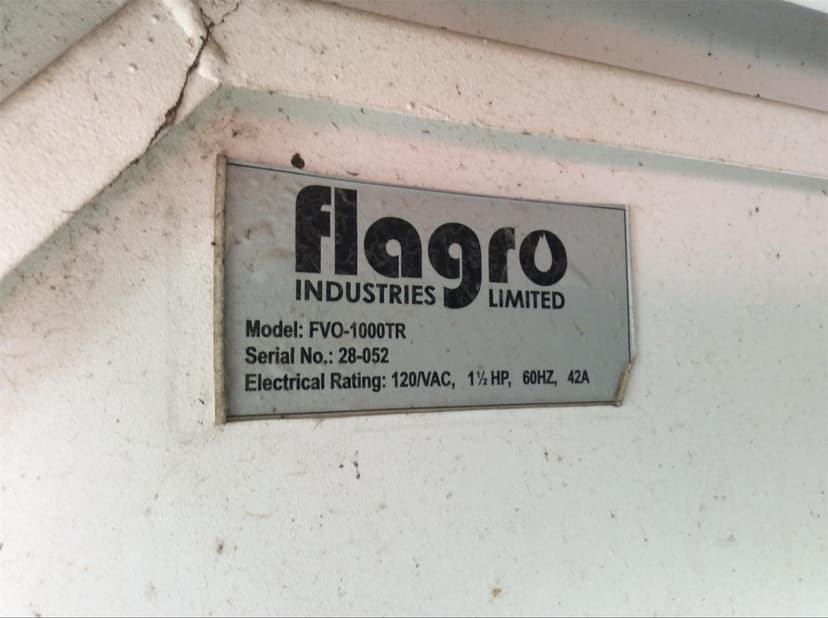 flagro
INDUSTRIES LIMITED
Model: FVO-1000TR
Serial No.: 28-052
Electrical Rating: 120/VAC, 1½ HP, 60HZ, 42A